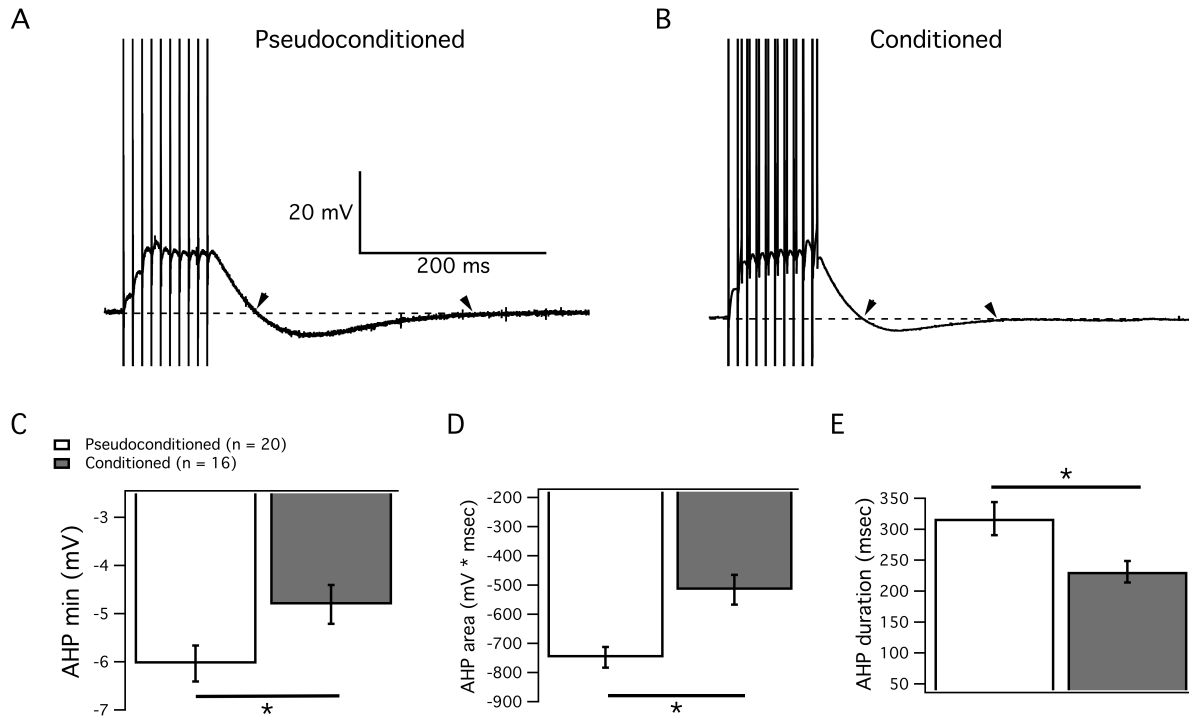 A
B
Pseudoconditioned
Conditioned
20 mV
200 ms
C
D
E
Pseudoconditioned (n = 20)
Conditioned (n = 16)
AHP min (mV)
-3
-4
-5
-6
-7
*
AHP area (mV * msec)
-200
-300
-400
-500
-600
-700
-800
-900
*
AHP duration (msec)
350
300
250
200
150
100
50
*